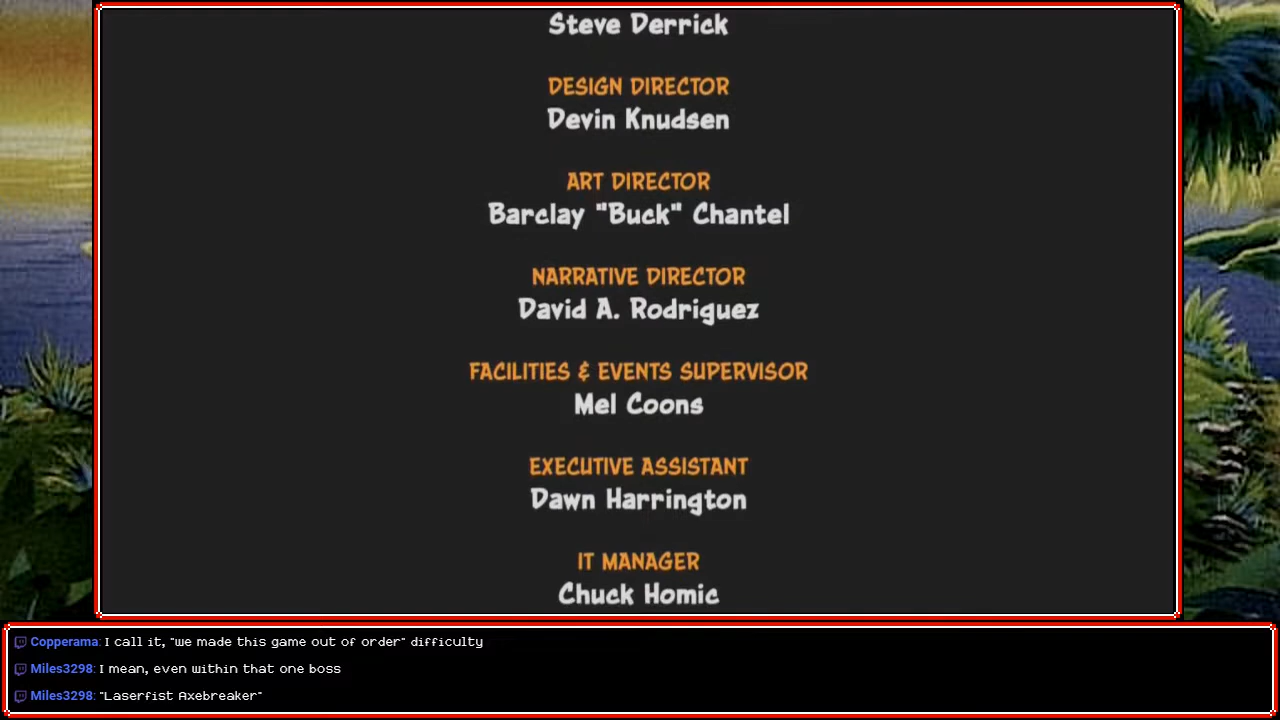 Steve Derrick
DESIGN DIRECTOR
Devin Knudsen
ART DIRECTOR
Barclay "Buck" Chantel
NARRATIVE DIRECTOR
David A. Rodriguez
FACILITIES & EVENTS SUPERVISOR
Mel Coons
EXECUTIVE ASSISTANT
Dawn Harrington
IT MANAGER
Chuck Homic
Copperama: I call it, "we made this game out of order" difficulty
Miles3298: I mean, even within that one boss
Miles3298: "Laserfist Axebreaker"